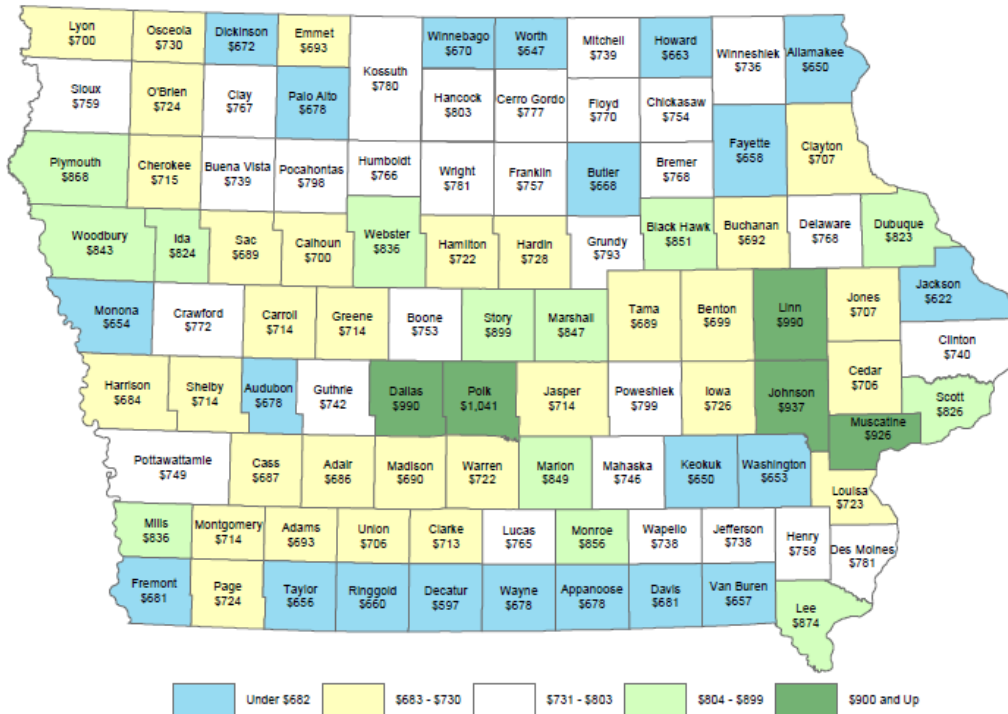 Lyon
$700
Osceola
$730
Dickinson
$672
Emmet
$693
Winnebago
$670
Worth
$647
Mitchell
$739
Howard
$663
Winneshiek
$736
Allamakee
$650
Kossuth
$780
Sioux
$759
O'Brien
$724
Clay
$767
Palo Alto
$678
Hancock
$803
Cerro Gordo
$777
Floyd
$770
Chickasaw
$754
Fayette
$658
Clayton
$707
Plymouth
$868
Cherokee
$715
Buena Vista
$739
Pocahontas
$798
Humboldt
$766
Wright
$781
Franklin
$757
Butler
$668
Bremer
$768
Woodbury
$843
Ida
$824
Sac
$689
Calhoun
$700
Webster
$836
Hamilton
$722
Hardin
$728
Grundy
$793
Black Hawk
$851
Buchanan
$692
Delaware
$768
Dubuque
$823
Monona
$654
Crawford
$772
Carroll
$714
Greene
$714
Boone
$753
Story
$899
Marshall
$847
Tama
$689
Benton
$699
Linn
$990
Jones
$707
Jackson
$622
Clinton
$740
Harrison
$684
Shelby
$714
Audubon
$678
Guthrie
$742
Dallas
$990
Polk
$1,041
Jasper
$714
Poweshiek
$799
Iowa
$726
Johnson
$937
Cedar
$706
Scott
$826
Muscatine
$926
Pottawattamie
$749
Cass
$687
Adair
$686
Madison
$690
Warren
$722
Marion
$849
Mahaska
$746
Keokuk
$650
Washington
$653
Louisa
$723
Mills
$836
Montgomery
$714
Adams
$693
Union
$706
Clarke
$713
Lucas
$765
Monroe
$856
Wapello
$738
Jefferson
$738
Henry
$758
Des Moines
$781
Fremont
$681
Page
$724
Taylor
$656
Ringgold
$660
Decatur
$597
Wayne
$678
Appanoose
$678
Davis
$681
Van Buren
$657
Lee
$874
Under $682
$683 - $730
$731 - $803
$804 - $899
$900 and Up